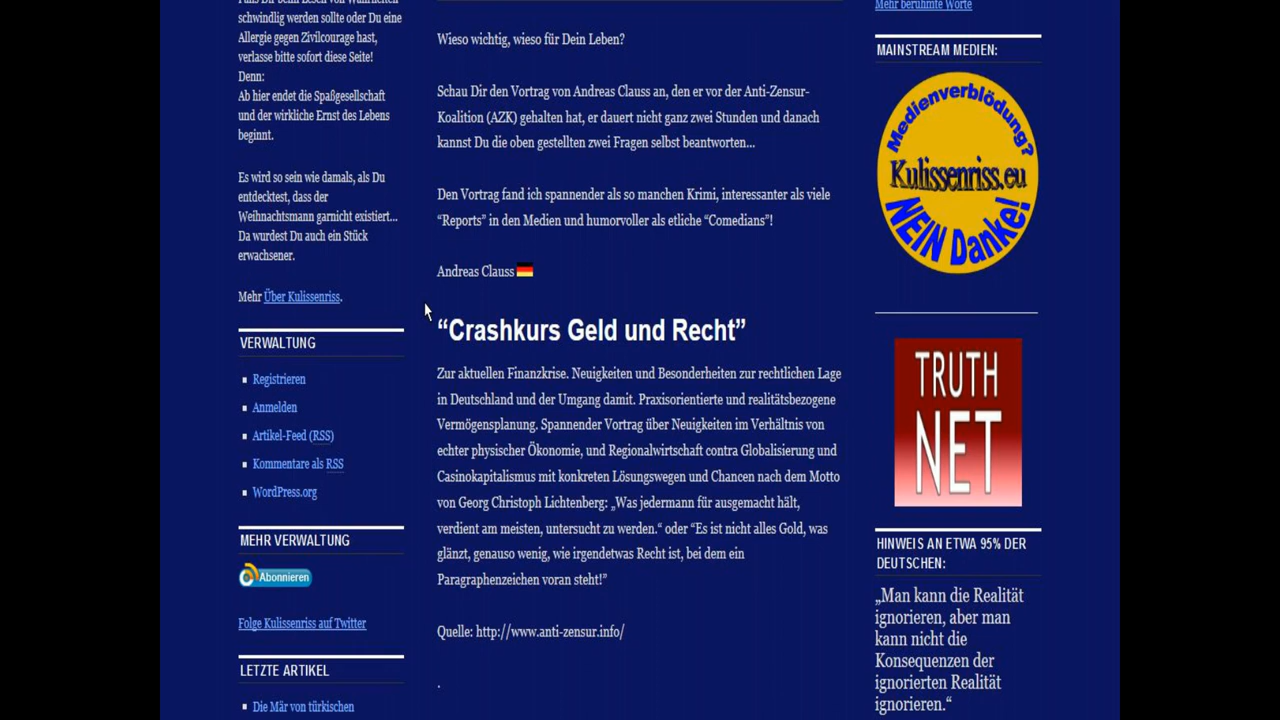 Falls Dir beim Lesen von Wahrheiten
schwindlig werden sollte oder Du eine
Allergie gegen Zivilcourage hast,
verlasse bitte sofort diese Seite!
Denn:
Ab hier endet die Spaßgesellschaft
und der wirkliche Ernst des Lebens
beginnt.
Es wird so sein wie damals, als Du
entdecktest, dass der
Weihnachtsmann garnicht existiert...
Da wurdest Du auch ein Stück
erwachsener.
Mehr Über Kulissenriss.
VERWALTUNG
Registrieren
Anmelden
Artikel-Feed (RSS)
Kommentare als RSS
WordPress.org
MEHR VERWALTUNG
Abonnieren
Folge Kulissenriss auf Twitter
LETZTE ARTIKEL
Die Mär von türkischen
Wieso wichtig, wieso für Dein Leben?
Schau Dir den Vortrag von Andreas Clauss an, den er vor der Anti-Zensur-
Koalition (AZK) gehalten hat, er dauert nicht ganz zwei Stunden und danach
kannst Du die oben gestellten zwei Fragen selbst beantworten...
Den Vortrag fand ich spannender als so manchen Krimi, interessanter als viele
“Reports” in den Medien und humorvoller als etliche “Comedians”!
Andreas Clauss
“Crashkurs Geld und Recht”
Zur aktuellen Finanzkrise. Neuigkeiten und Besonderheiten zur rechtlichen Lage
in Deutschland und der Umgang damit. Praxisorientierte und realitätsbezogene
Vermögensplanung. Spannender Vortrag über Neuigkeiten im Verhältnis von
echter physischer Ökonomie, und Regionalwirtschaft contra Globalisierung und
Casinokapitalismus mit konkreten Lösungswegen und Chancen nach dem Motto
von Georg Christoph Lichtenberg: „Was jedermann für ausgemacht hält,
verdient am meisten, untersucht zu werden.“ oder “Es ist nicht alles Gold, was
glänzt, genauso wenig, wie irgendetwas Recht ist, bei dem ein
Paragraphenzeichen voran steht!”
Quelle: http://www.anti-zensur.info/
.
Mehr berühmte Worte
MAINSTREAM MEDIEN:
Medienverblödung?
Kulissenriss.eu
NEIN Danke!
TRUTH
NET
HINWEIS AN ETWA 95% DER
DEUTSCHEN:
„Man kann die Realität
ignorieren, aber man
kann nicht die
Konsequenzen der
ignorierten Realität
ignorieren.“